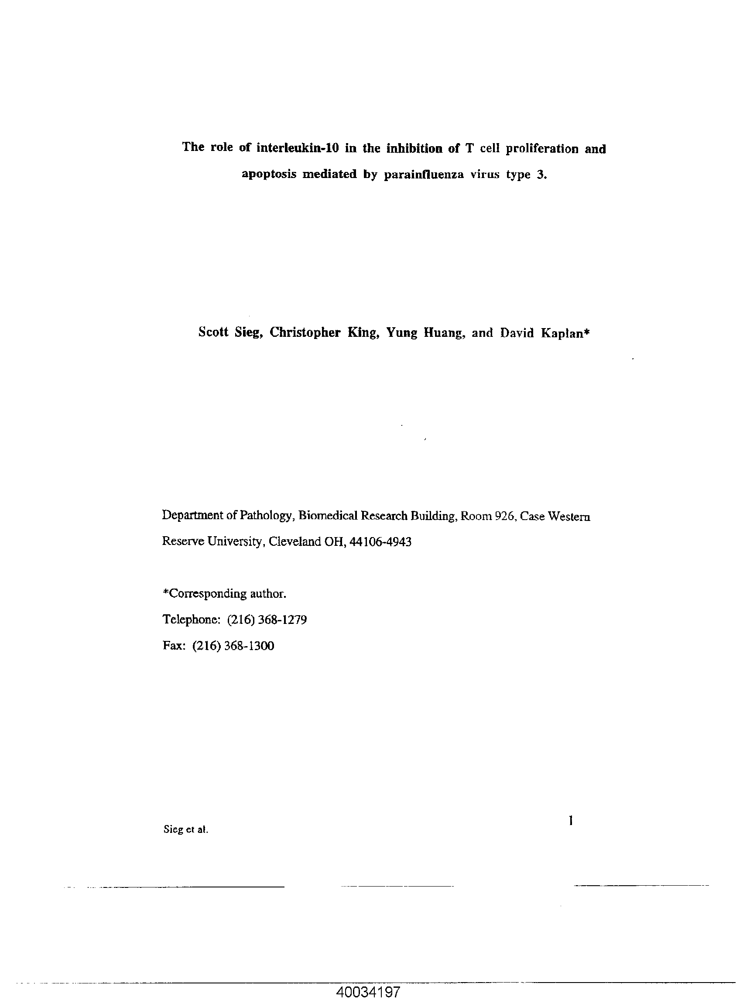 The role of interleukin-10 in the inhibition of T cell proliferation and
apoptosis mediated by parainfluenza virus type 3.
Scott Sieg, Christopher King, Yung Huang, and David Kaplan*
Department of Pathology, Biomedical Research Building, Room 926, Case Western
Reserve University, Cleveland OH, 44106-4943
*Corresponding author.
Telephone: (216) 368-1279
Fax: (216) 368-1300
Sieg et al.
1
40034197